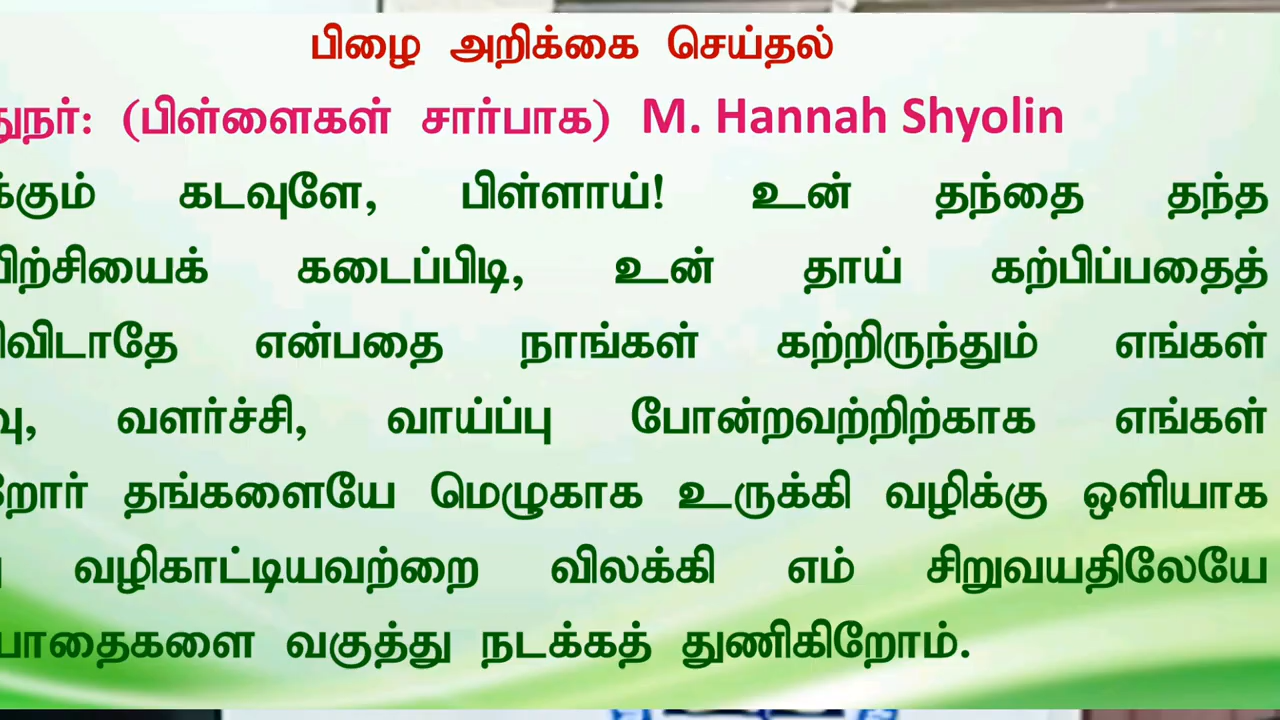 பிழை அறிக்கை செய்தல்
(பிள்ளைகள் சார்பாக) M. Hannah Shyolin
கடவுளே, பிள்ளாய்! உன் தந்தை தந்த
கடைப்பிடி, உன் தாய் கற்பிப்பதைத்
என்பதை நாங்கள் கற்றிருந்தும் எங்கள்
வளர்ச்சி, வாய்ப்பு போன்றவற்றிற்காக எங்கள்
தங்களையே மெழுகாக உருக்கி வழிக்கு ஒளியாக
வழிகாட்டியவற்றை விலக்கி எம் சிறுவயதிலேயே
வகுத்து நடக்கத் துணிகிறோம்.